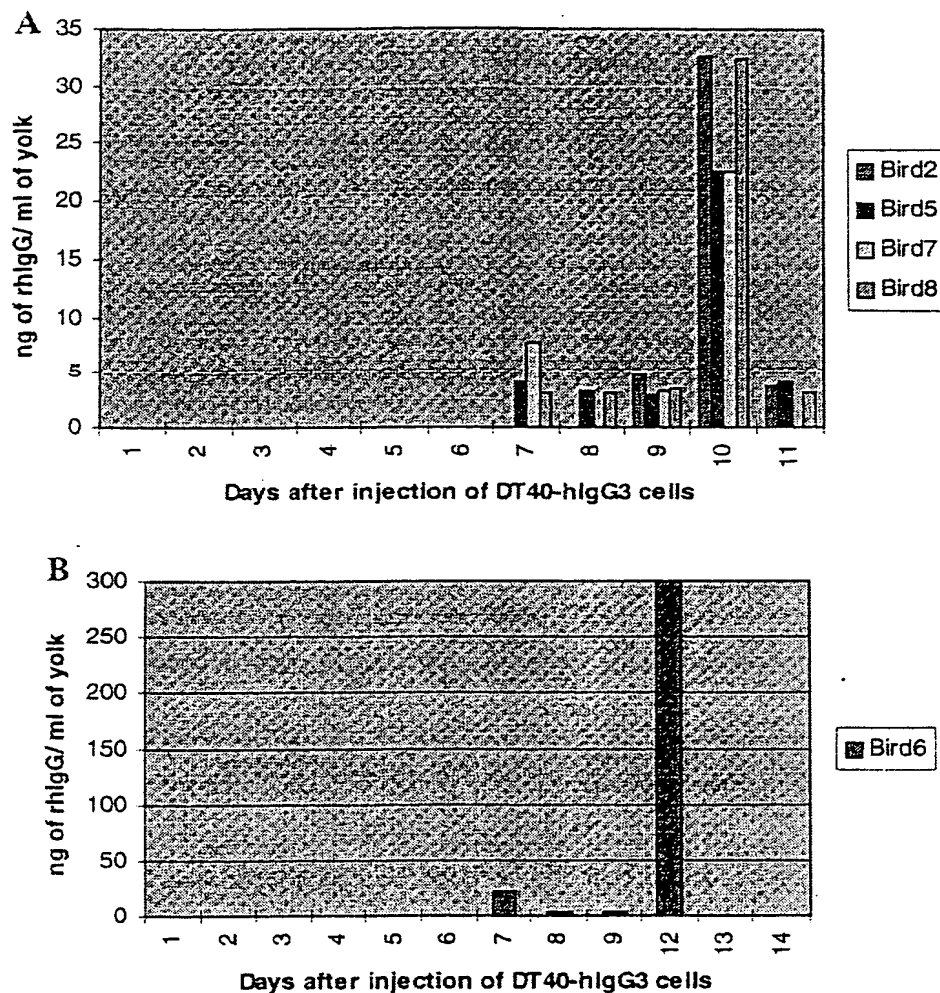 A
35
30
25
20
15
10
5
0
ng of rhIgG/ ml of yolk
1 2 3 4 5 6 7 8 9 10 11
Days after injection of DT40-hIgG3 cells
Bird2
Bird5
Bird7
Bird8
B
300
250
200
150
100
50
0
ng of rhIgG/ ml of yolk
1 2 3 4 5 6 7 8 9 12 13 14
Days after injection of DT40-hIgG3 cells
Bird6